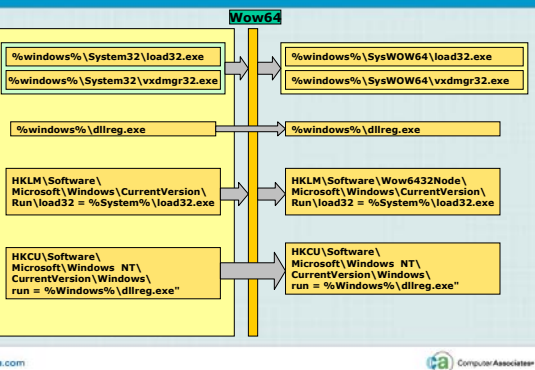 Wow64
%windows%\System32\load32.exe
%windows%\System32\vxdmgr32.exe
%windows%\SysWOW64\load32.exe
%windows%\SysWOW64\vxdmgr32.exe
%windows%\dllreg.exe
%windows%\dllreg.exe
HKLM\Software\
Microsoft\Windows\CurrentVersion\
Run\load32 = %System%\load32.exe
HKLM\Software\Wow6432Node\
Microsoft\Windows\CurrentVersion\
Run\load32 = %System%\load32.exe
HKCU\Software\
Microsoft\Windows NT\
CurrentVersion\Windows\
run = %Windows%\dllreg.exe"
HKCU\Software\
Microsoft\Windows NT\
CurrentVersion\Windows\
run = %Windows%\dllreg.exe"
a.com
ca Computer Associates®